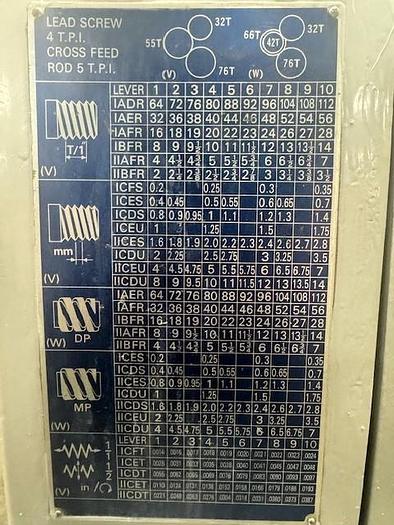 LEAD SCREW
4 T.P.I.
CROSS FEED
ROD 5 T.P.I.
55T 32T 76T (V)
66T 42T 32T 76T (W)
LEVER 1 2 3 4 5 6 7 8 9 10
IADR 64 72 76 80 88 92 96 104 108 112
IAER 32 36 38 40 44 46 48 52 54 56
IAFR 16 18 19 20 22 23 24 26 27 28
IBFR 8 9 9½ 10 11 11½ 12 13 13½ 14
IIAFR 4 4½ 4¾ 5 5½ 5¾ 6 6½ 6¾ 7
IIBFR 2 2¼ 2⅜ 2½ 2¾ 2⅞ 3 3¼ 3⅜ 3½
T/1
(V)
ICFS 0.2 0.25 0.3 0.35
ICES 0.4 0.45 0.5 0.55 0.6 0.65 0.7
ICDS 0.8 0.9 0.95 1 1.1 1.2 1.3 1.4
ICEU 1 1.25 1.5 1.75
IICES 1.6 1.8 1.9 2.0 2.2 2.3 2.4 2.6 2.7 2.8
ICDU 2 2.25 2.5 2.75 3 3.25 3.5
IICEU 4 4.5 4.75 5 5.5 5.75 6 6.5 6.75 7
IICDU 8 9 9.5 10 11 11.5 12 13 13.5 14
mm
(V)
IAER 64 72 76 80 88 92 96 104 108 112
IAFR 32 36 38 40 44 46 48 52 54 56
IBFR 16 18 19 20 22 23 24 26 27 28
IIAFR 8 9 9½ 10 11 11½ 12 13 13½ 14
IIBFR 4 4½ 4¾ 5 5½ 5¾ 6 6½ 6¾ 7
DP
(W)
ICES 0.2 0.25 0.3 0.35
ICDS 0.4 0.45 0.5 0.55 0.6 0.65 0.7
IICES 0.8 0.9 0.95 1 1.1 1.2 1.3 1.4
ICDU 1 1.25 1.5 1.75
IICDS 1.6 1.8 1.9 2.0 2.2 2.3 2.4 2.6 2.7 2.8
IICEU 2 2.25 2.5 2.75 3 3.25 3.5
IICDU 4 4.5 4.75 5 5.5 5.75 6 6.5 6.75 7
MP
(W)
LEVER 1 2 3 4 5 6 7 8 9 10
ICFT
ICET
ICDT
IICET
IICDT
in
(V)